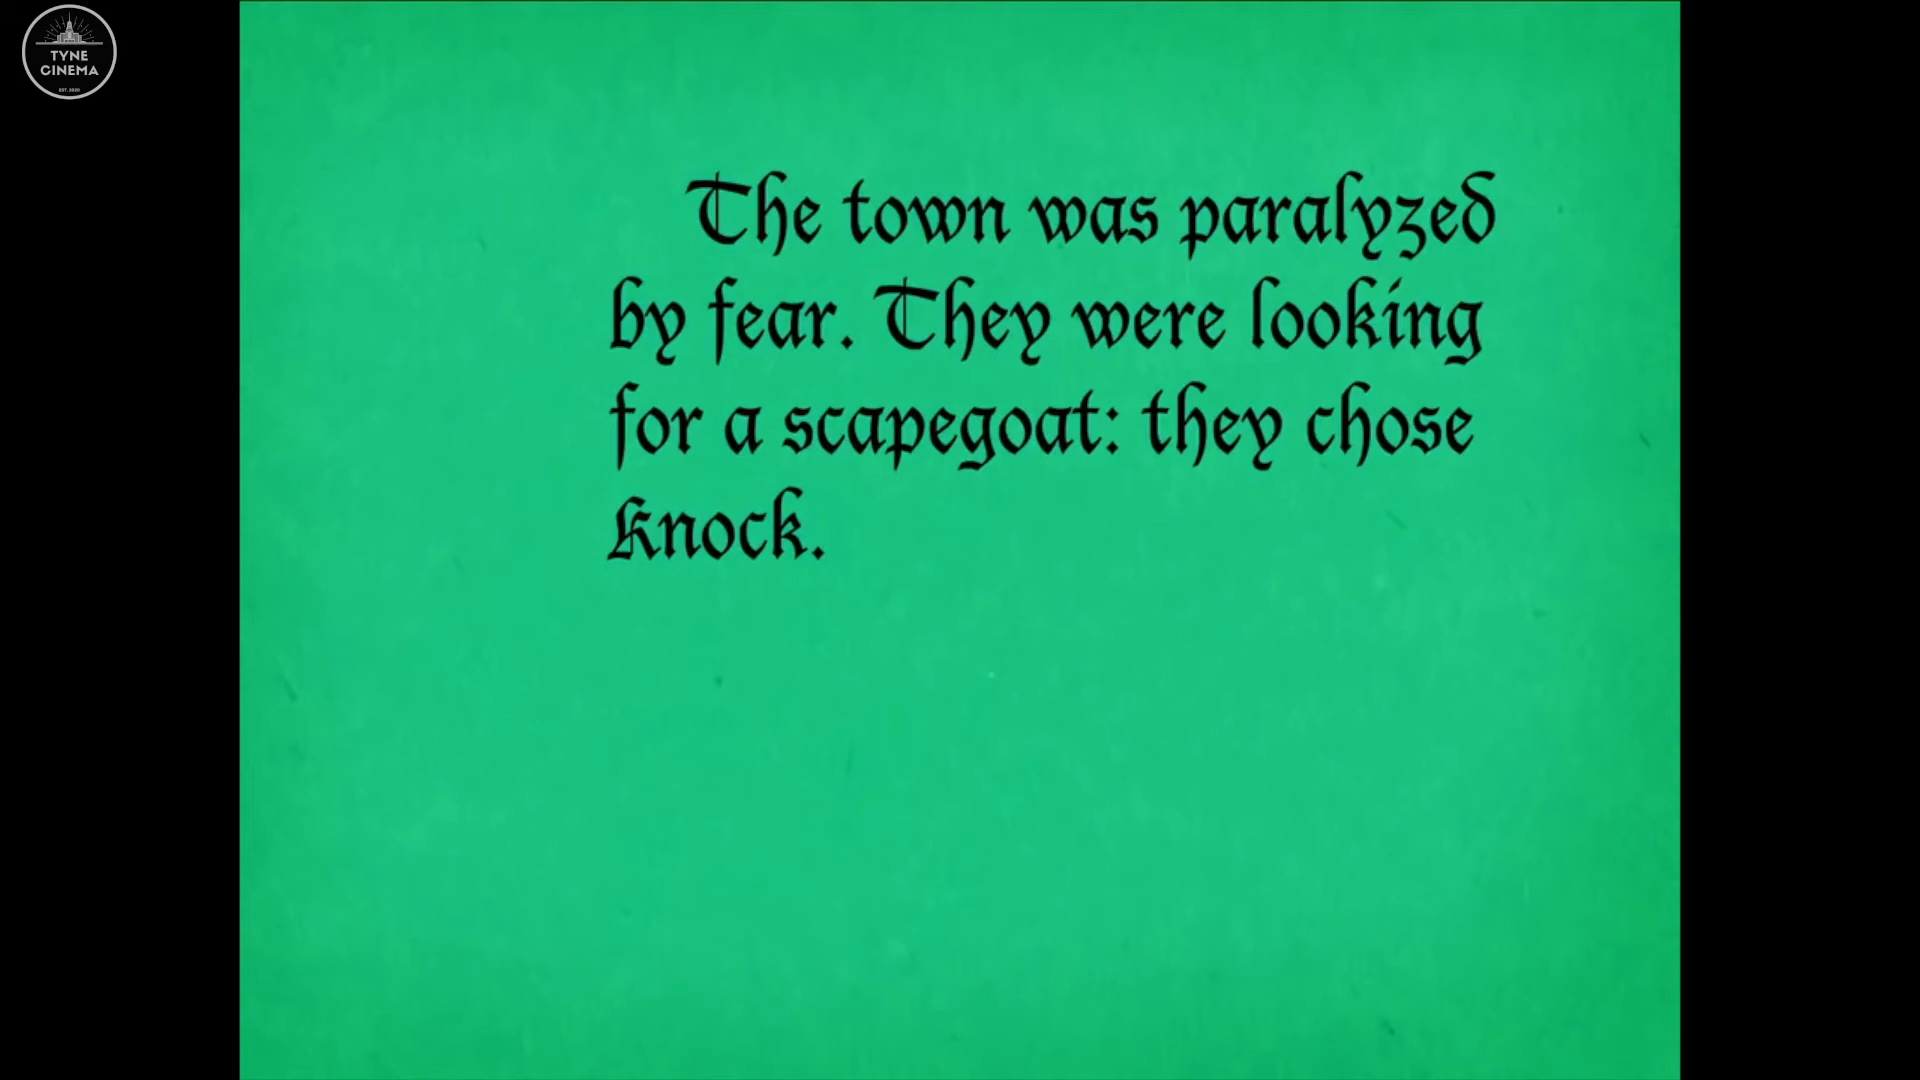 TYNE
CINEMA
EST. 2020
The town was paralyzed
by fear. They were looking
for a scapegoat: they chose
Knock.